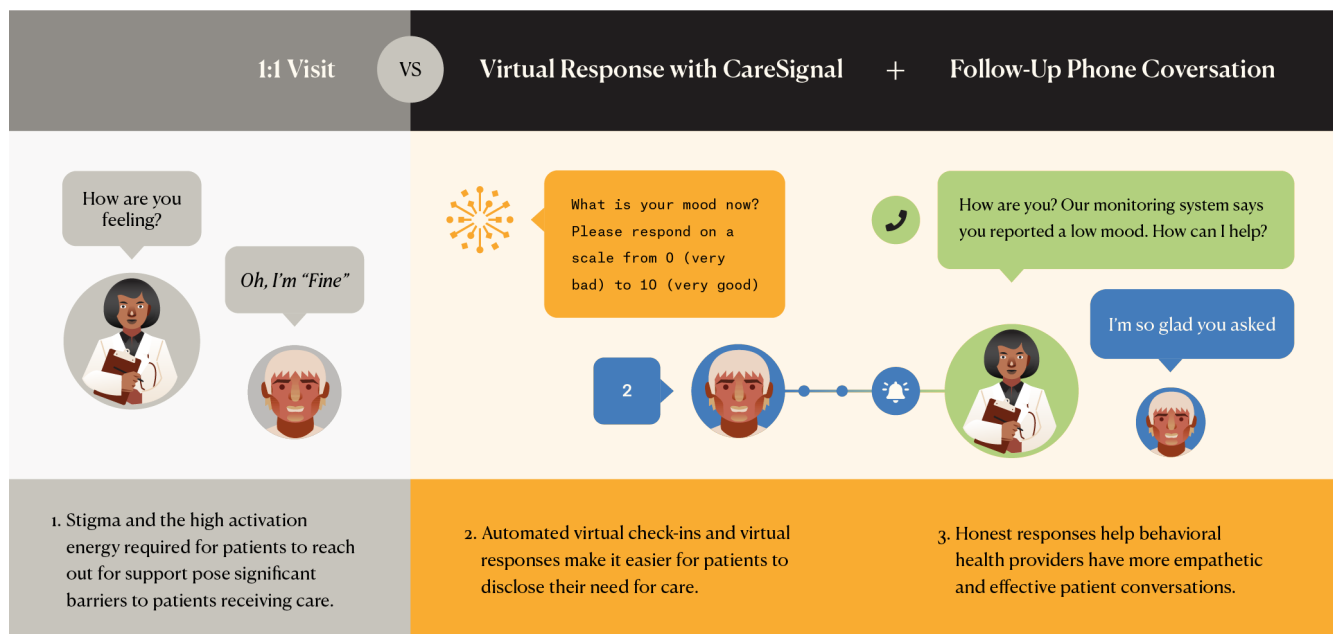 1:1 Visit
VS
Virtual Response with CareSignal
+
Follow-Up Phone Coversation
How are you
feeling?
Oh, I'm “Fine”
What is your mood now?
Please respond on a
scale from 0 (very
bad) to 10 (very good)
2
How are you? Our monitoring system says
you reported a low mood. How can I help?
I'm so glad you asked
1. Stigma and the high activation
energy required for patients to reach
out for support pose significant
barriers to patients receiving care.
2. Automated virtual check-ins and virtual
responses make it easier for patients to
disclose their need for care.
3. Honest responses help behavioral
health providers have more empathetic
and effective patient conversations.